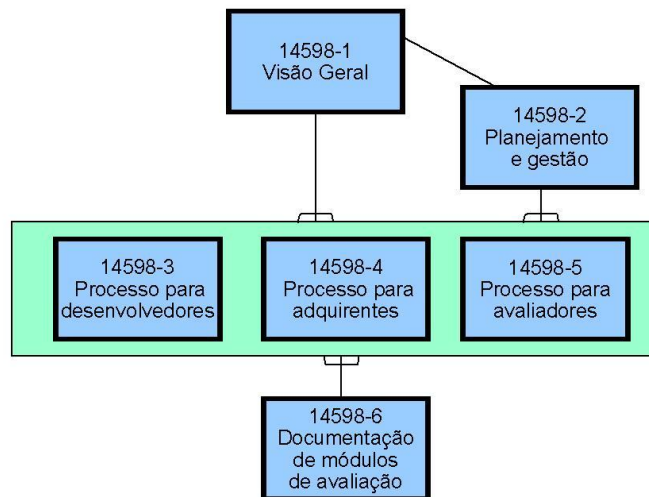 14598-1
Visão Geral
14598-2
Planejamento
e gestão
14598-3
Processo para
desenvolvedores
14598-4
Processo para
adquirentes
14598-5
Processo para
avaliadores
14598-6
Documentação
de módulos
de avaliação